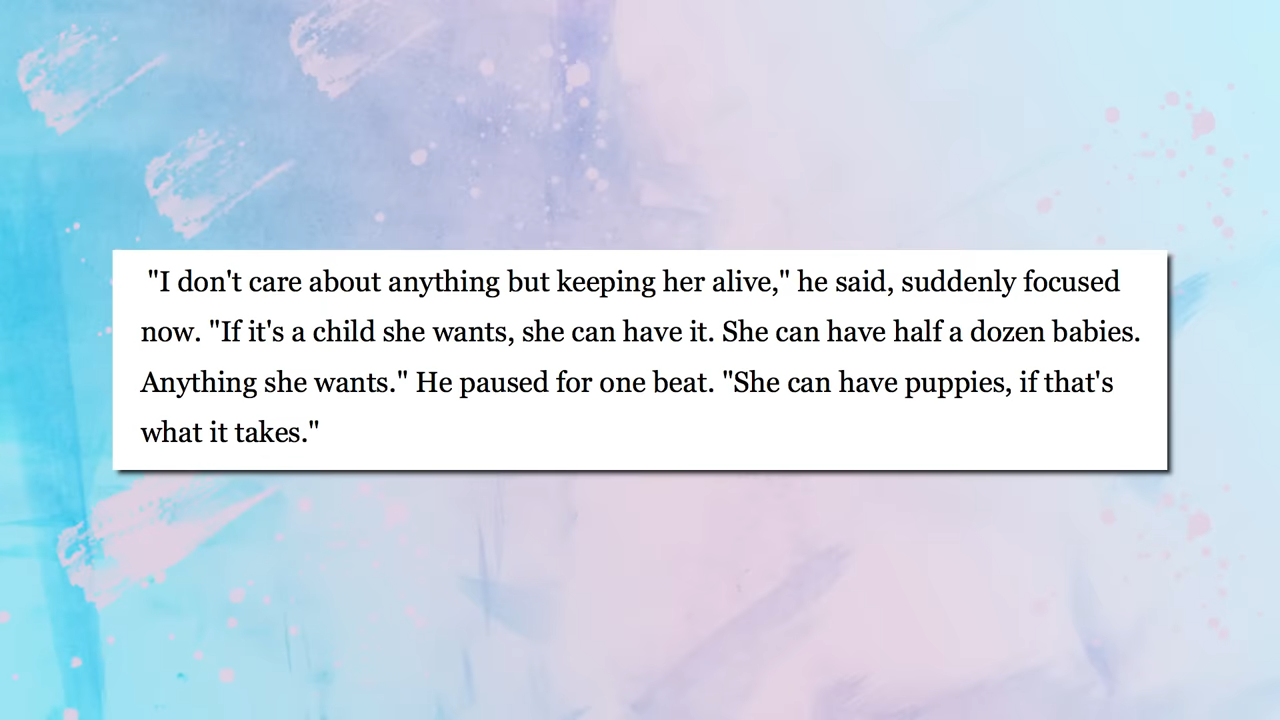 "I don't care about anything but keeping her alive," he said, suddenly focused
now. "If it's a child she wants, she can have it. She can have half a dozen babies.
Anything she wants." He paused for one beat. "She can have puppies, if that's
what it takes."